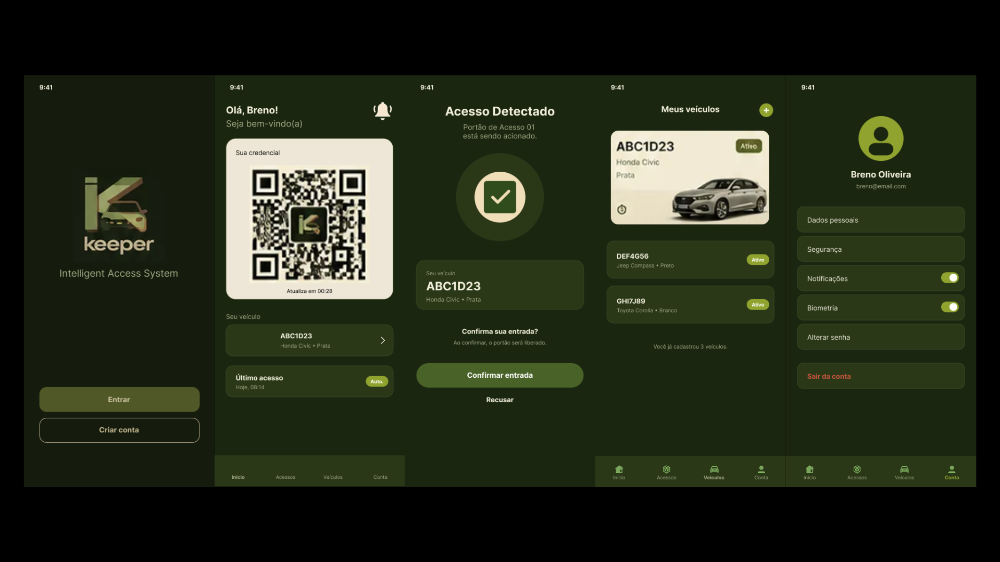 9:41
keeper
Intelligent Access System
Entrar
Criar conta
9:41
Olá, Breno!
Seja bem-vindo(a)
Sua credencial
Atualiza em 00:28
Seu veículo
ABC1D23
Honda Civic • Prata
Último acesso
Hoje, 08:14
Auto.
Início
Acessos
Veículos
Conta
9:41
Acesso Detectado
Portão de Acesso 01
está sendo acionado.
Seu veículo
ABC1D23
Honda Civic • Prata
Confirma sua entrada?
Ao confirmar, o portão será liberado.
Confirmar entrada
Recusar
9:41
Meus veículos
ABC1D23
Ativo
Honda Civic
Prata
DEF4G56
Jeep Compass • Preto
Ativo
GHI7J89
Toyota Corolla • Branco
Ativo
Você já cadastrou 3 veículos.
Início
Acessos
Veículos
Conta
9:41
Breno Oliveira
breno@email.com
Dados pessoais
Segurança
Notificações
Biometria
Alterar senha
Sair da conta
Início
Acessos
Veículos
Conta